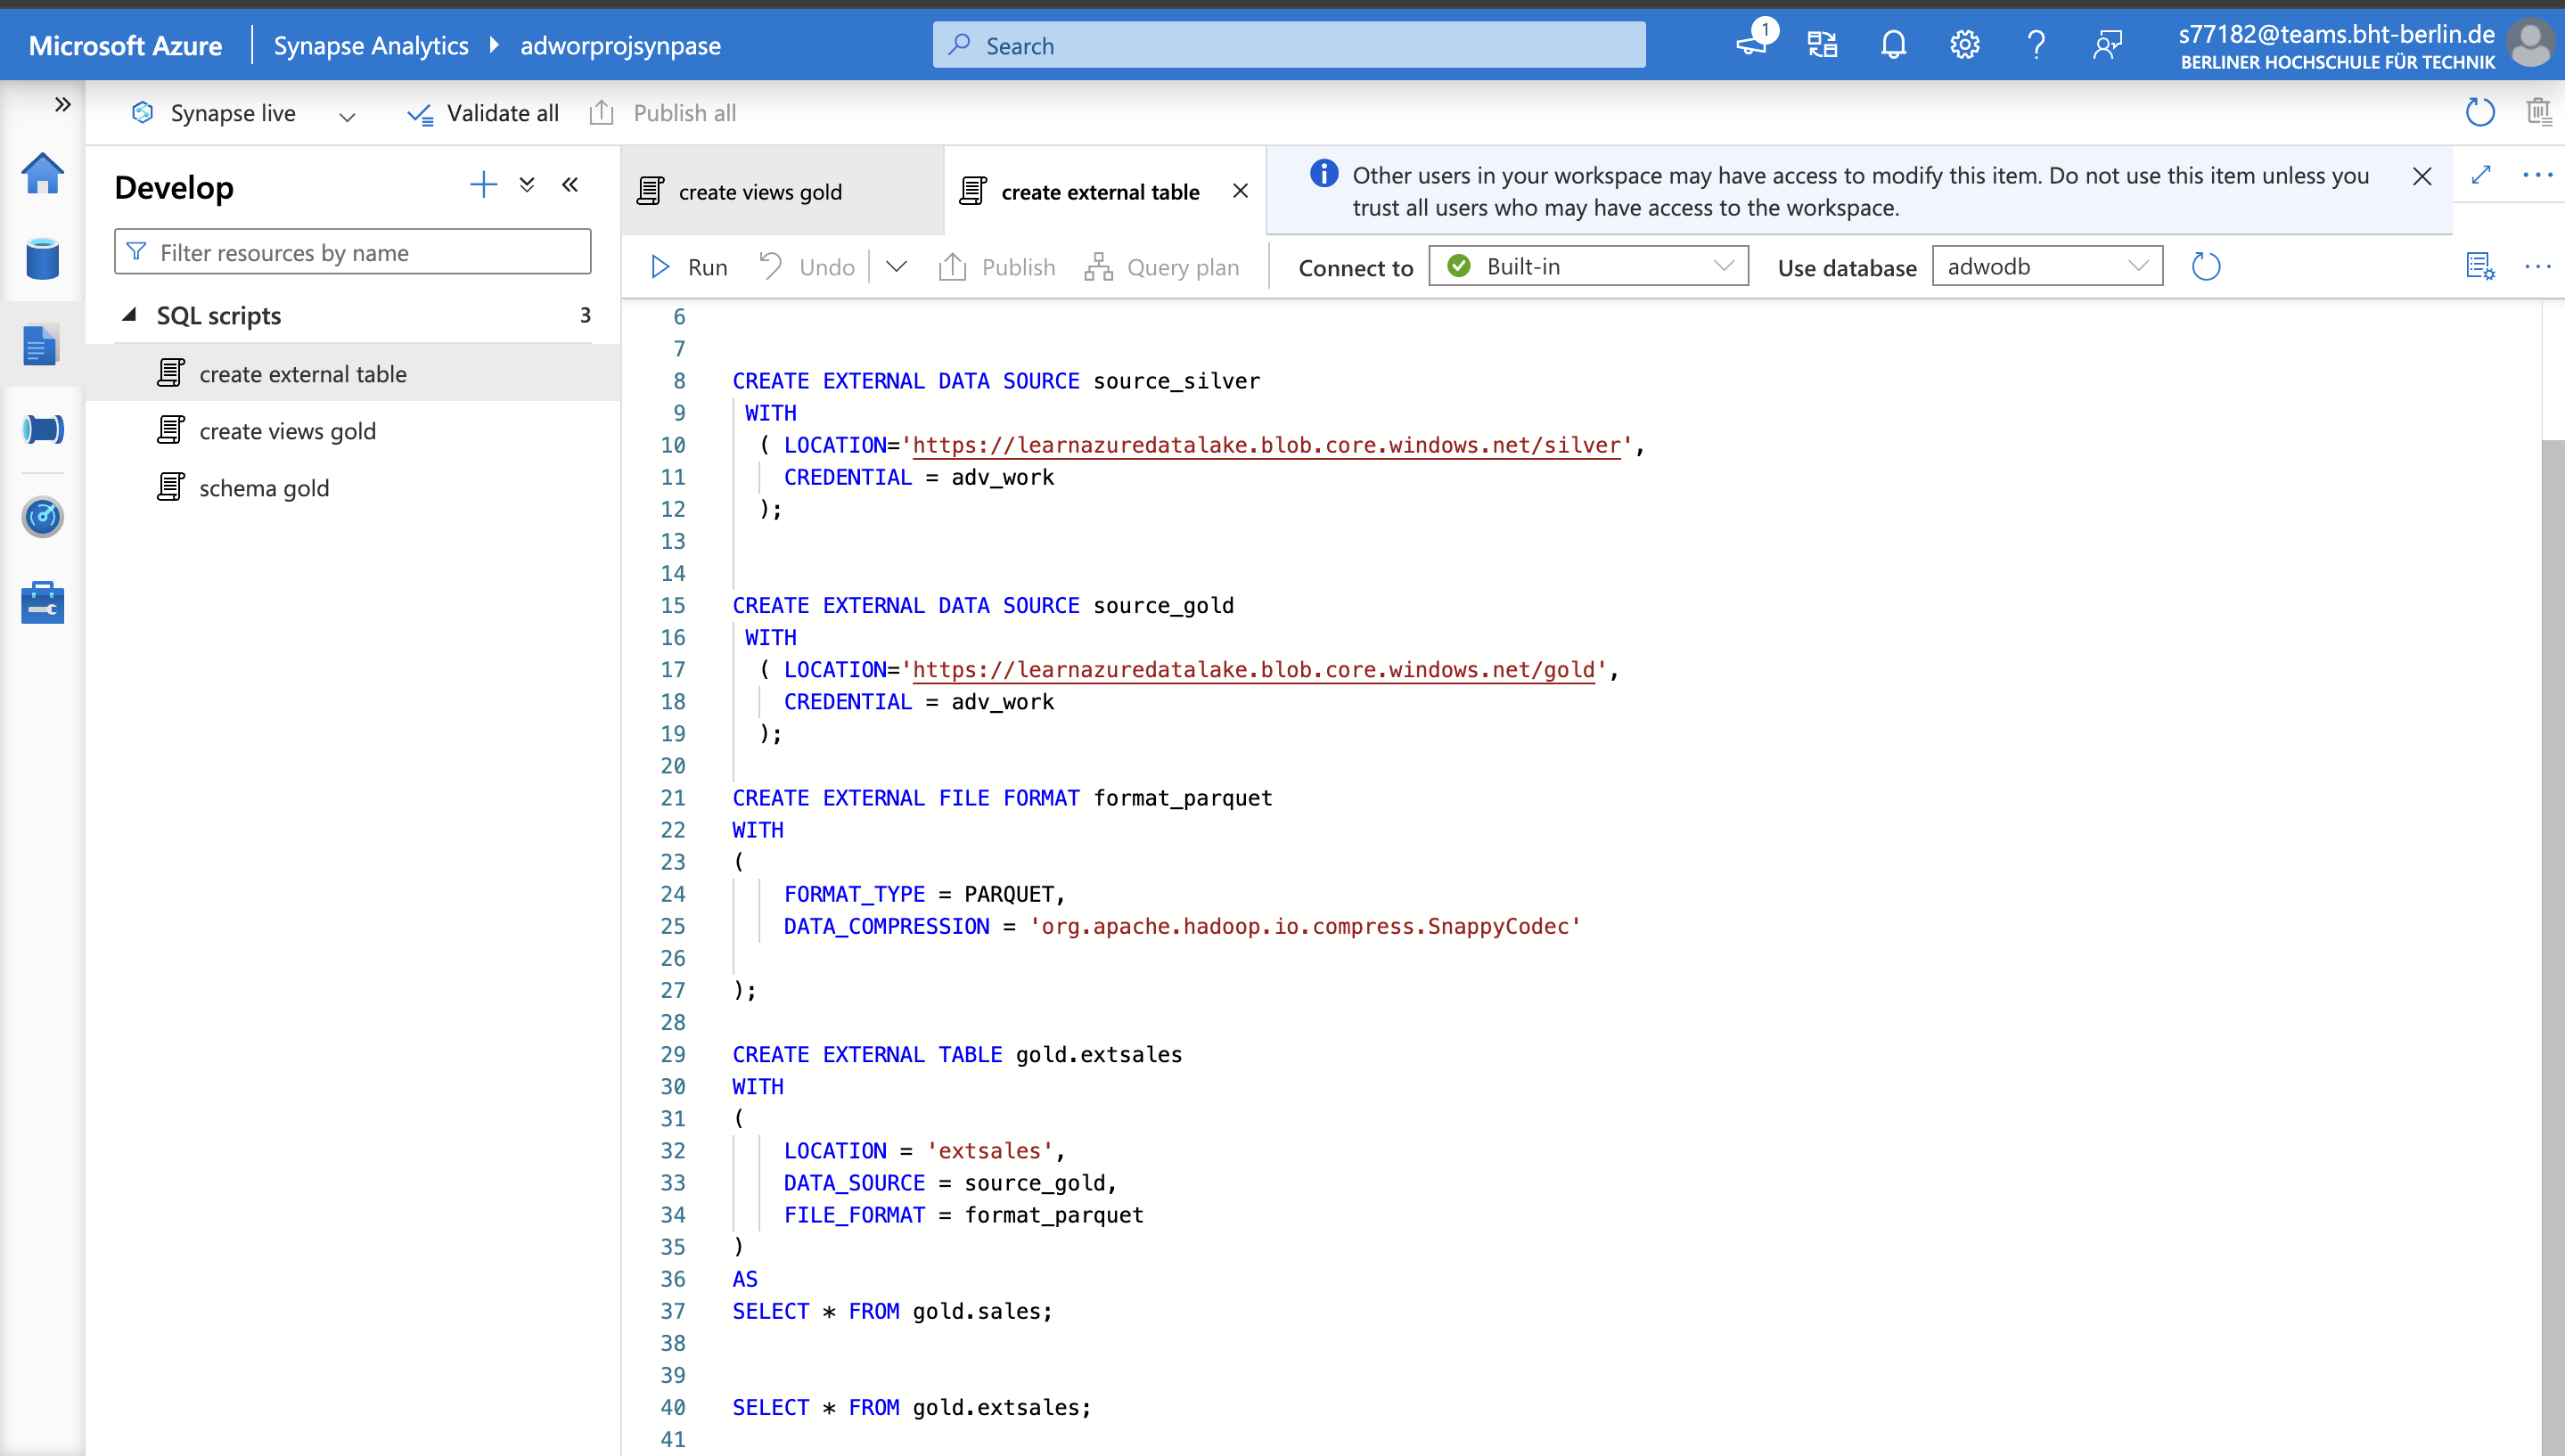 Microsoft Azure
Synapse Analytics
adworprojsynpase
Search
1
s77182@teams.bht-berlin.de
BERLINER HOCHSCHULE FÜR TECHNIK
Synapse live
Validate all
Publish all
Develop
Filter resources by name
SQL scripts 3
create external table
create views gold
schema gold
create views gold
create external table
Other users in your workspace may have access to modify this item. Do not use this item unless you
trust all users who may have access to the workspace.
Run
Undo
Publish
Query plan
Connect to
Built-in
Use database
adwodb
6
7
8 CREATE EXTERNAL DATA SOURCE source_silver
9 WITH
10 ( LOCATION='https://learnazuredatalake.blob.core.windows.net/silver',
11 CREDENTIAL = adv_work
12 );
13
14
15 CREATE EXTERNAL DATA SOURCE source_gold
16 WITH
17 ( LOCATION='https://learnazuredatalake.blob.core.windows.net/gold',
18 CREDENTIAL = adv_work
19 );
20
21 CREATE EXTERNAL FILE FORMAT format_parquet
22 WITH
23 (
24 FORMAT_TYPE = PARQUET,
25 DATA_COMPRESSION = 'org.apache.hadoop.io.compress.SnappyCodec'
26
27 );
28
29 CREATE EXTERNAL TABLE gold.extsales
30 WITH
31 (
32 LOCATION = 'extsales',
33 DATA_SOURCE = source_gold,
34 FILE_FORMAT = format_parquet
35 )
36 AS
37 SELECT * FROM gold.sales;
38
39
40 SELECT * FROM gold.extsales;
41